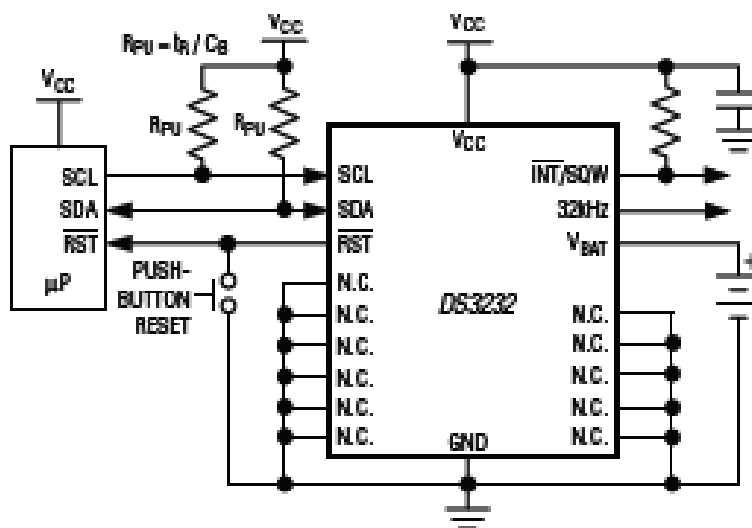 RPU = tR / CB
VCC
VCC
VCC
RPU
RPU
VCC
SCL
SDA
RST
µP
PUSH-
BUTTON
RESET
SCL
SDA
RST
N.C.
N.C.
N.C.
N.C.
N.C.
N.C.
DS3232
GND
INT/SQW
32kHz
VBAT
+
N.C.
N.C.
N.C.
N.C.
N.C.